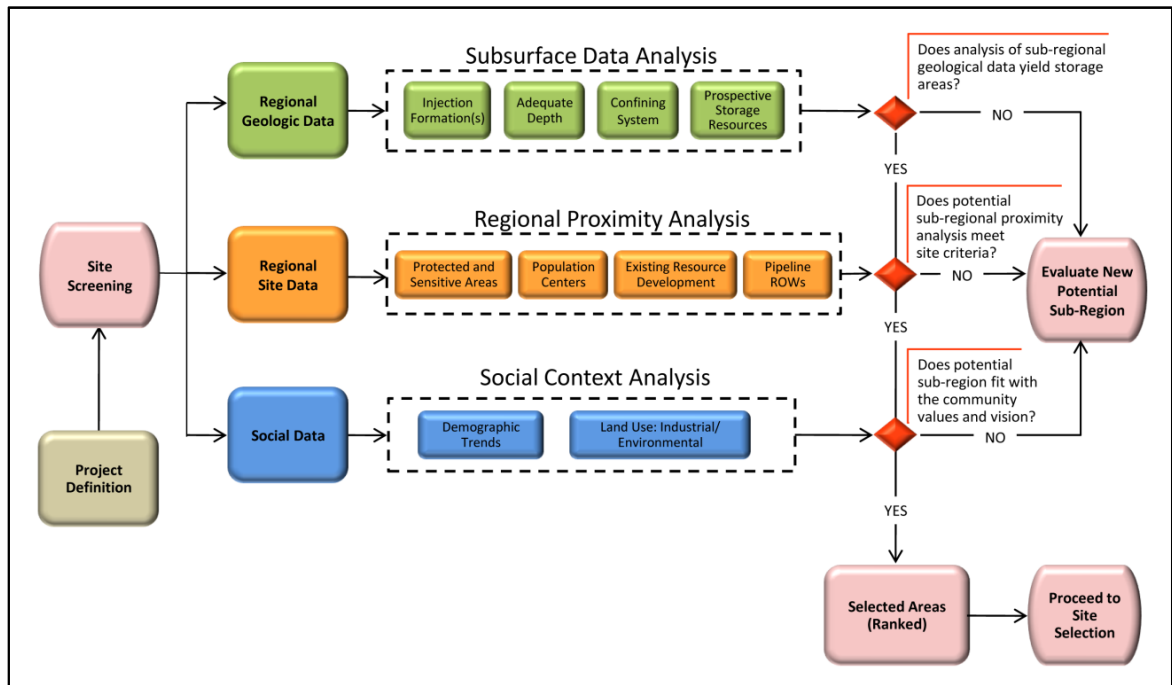 Subsurface Data Analysis
Regional
Geologic Data
Injection
Formation(s)
Adequate
Depth
Confining
System
Prospective
Storage
Resources
Does analysis of sub-regional
geological data yield storage
areas?
NO
YES
Regional Proximity Analysis
Site
Screening
Regional
Site Data
Protected and
Sensitive Areas
Population
Centers
Existing Resource
Development
Pipeline
ROWs
Does potential
sub-regional proximity
analysis meet
site criteria?
NO
YES
Evaluate New
Potential
Sub-Region
Social Context Analysis
Project
Definition
Social Data
Demographic
Trends
Land Use: Industrial/
Environmental
Does potential
sub-region fit with
the community
values and vision?
NO
YES
Selected Areas
(Ranked)
Proceed to
Site
Selection